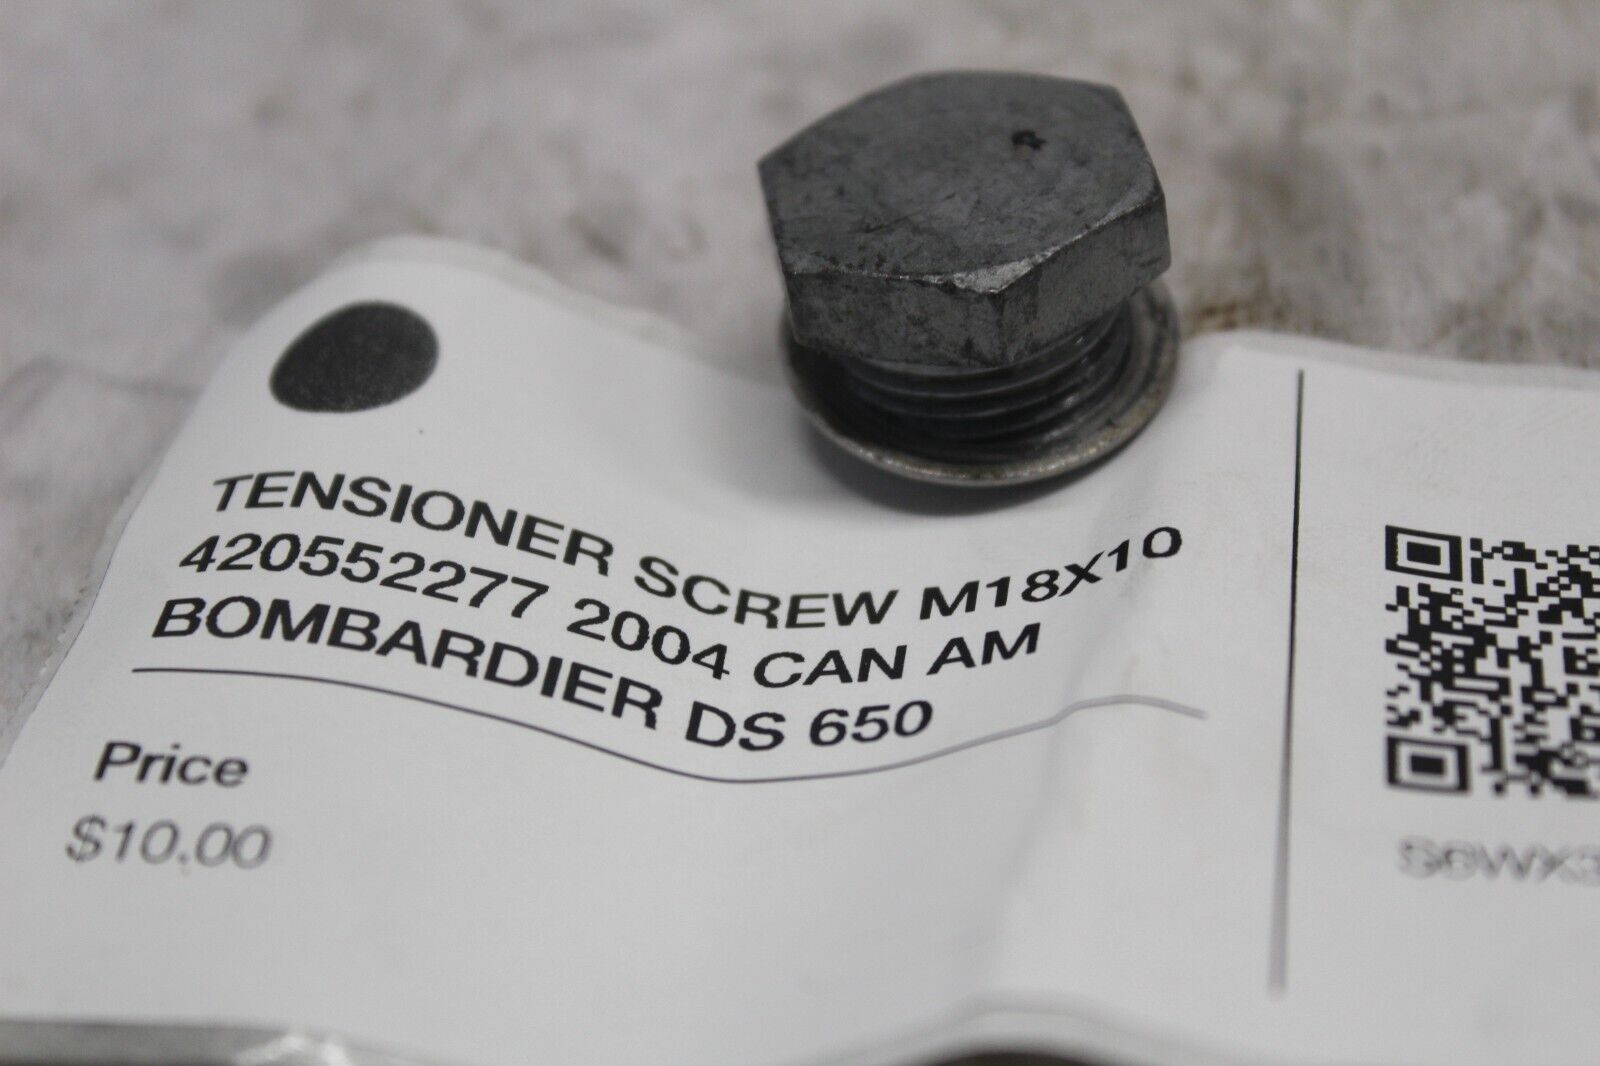 TENSIONER SCREW M18X10
420552277 2004 CAN AM
BOMBARDIER DS 650
Price
$10.00